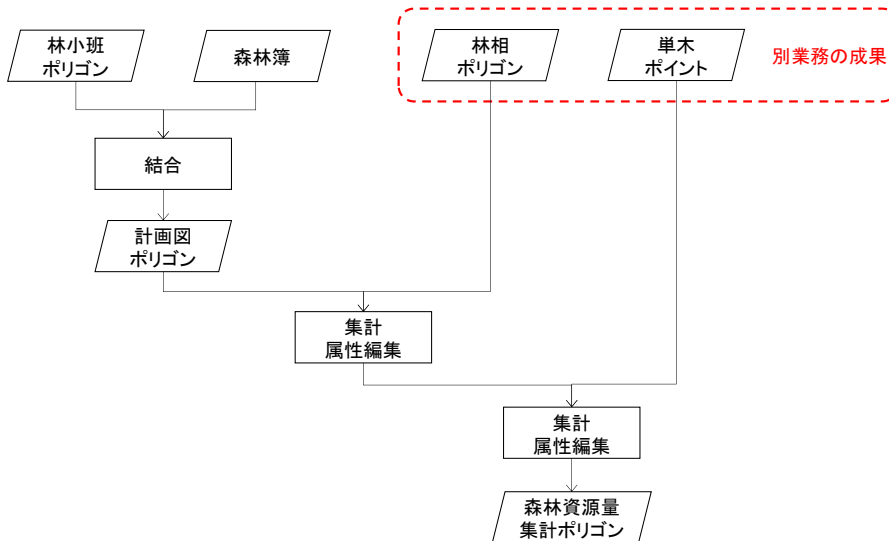 林小班
ポリゴン
森林簿
林相
ポリゴン
単木
ポイント
別業務の成果
結合
計画図
ポリゴン
集計
属性編集
集計
属性編集
森林資源量
集計ポリゴン